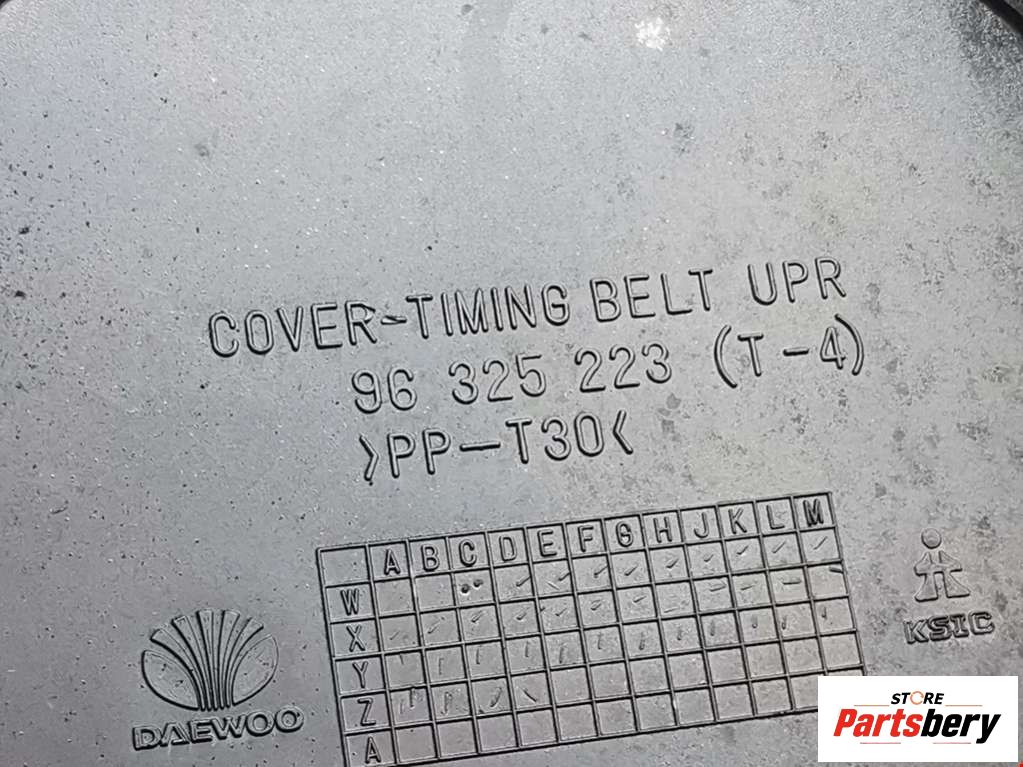 COVER-TIMING BELT UPR
96 325 223 (T-4)
>PP-T30<
A B C D E F G H J K L M
W
X
Y
Z
A
DAEWOO
KSIC
STORE
Partsbery